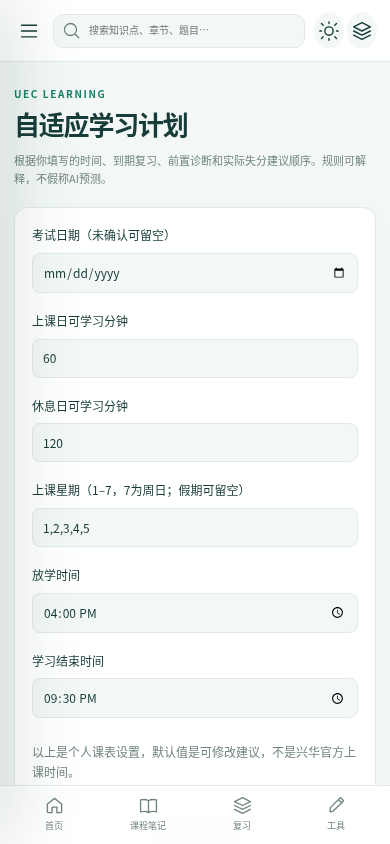 搜索知识点、章节、题目…
UEC LEARNING
自适应学习计划
根据你填写的时间、到期复习、前置诊断和实际失分建议顺序。规则可解
释，不假称AI预测。
考试日期（未确认可留空）
mm/dd/yyyy
上课日可学习分钟
60
休息日可学习分钟
120
上课星期（1–7，7为周日；假期可留空）
1,2,3,4,5
放学时间
04:00 PM
学习结束时间
09:30 PM
以上是个人课表设置，默认值是可修改建议，不是兴华官方上
课时间。
首页
课程笔记
复习
工具